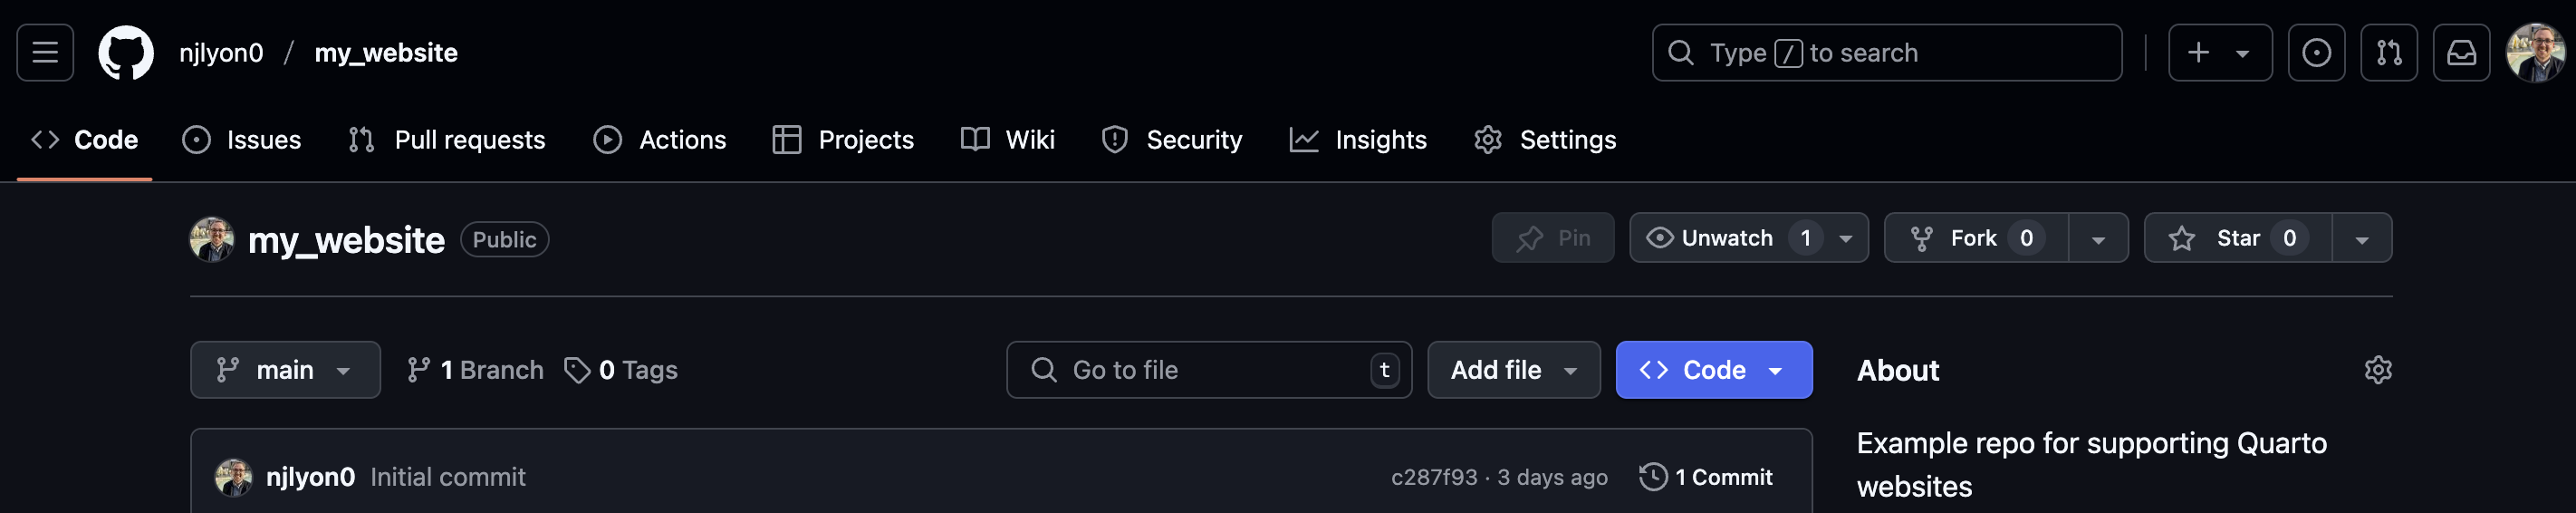 njlyon0 / my_website
Type / to search
Code Issues Pull requests Actions Projects Wiki Security Insights Settings
my_website Public
Pin Unwatch 1 Fork 0 Star 0
main 1 Branch 0 Tags
Go to file t Add file Code
About
njlyon0 Initial commit c287f93 · 3 days ago 1 Commit
Example repo for supporting Quarto
websites